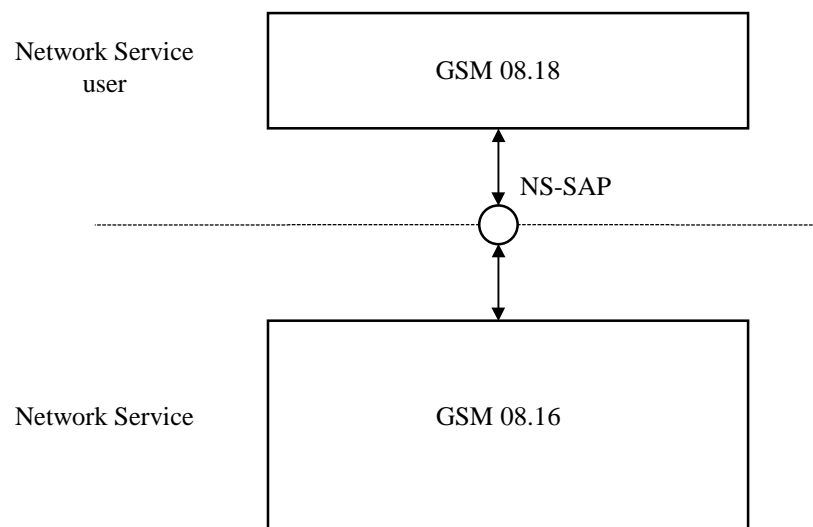 Network Service
user
GSM 08.18
NS-SAP
Network Service
GSM 08.16